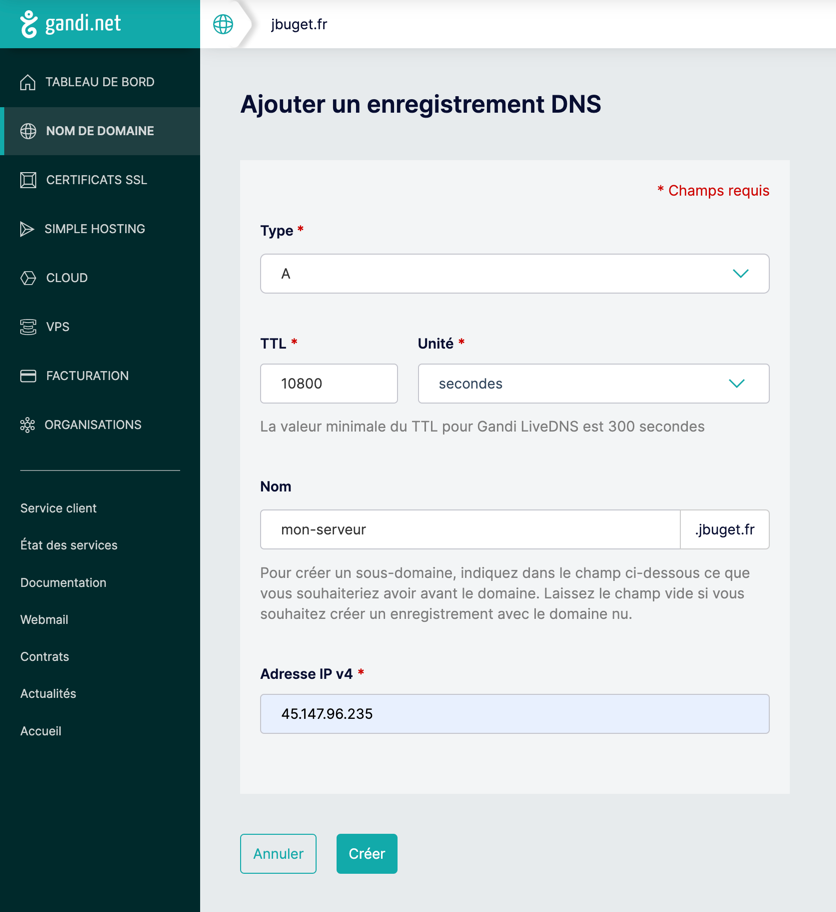 gandi.net
jbuget.fr
TABLEAU DE BORD
NOM DE DOMAINE
CERTIFICATS SSL
SIMPLE HOSTING
CLOUD
VPS
FACTURATION
ORGANISATIONS
Service client
État des services
Documentation
Webmail
Contrats
Actualités
Accueil
Ajouter un enregistrement DNS
* Champs requis
Type *
A
TTL * Unité *
10800 secondes
La valeur minimale du TTL pour Gandi LiveDNS est 300 secondes
Nom
mon-serveur .jbuget.fr
Pour créer un sous-domaine, indiquez dans le champ ci-dessous ce que
vous souhaiteriez avoir avant le domaine. Laissez le champ vide si vous
souhaitez créer un enregistrement avec le domaine nu.
Adresse IP v4 *
45.147.96.235
Annuler Créer